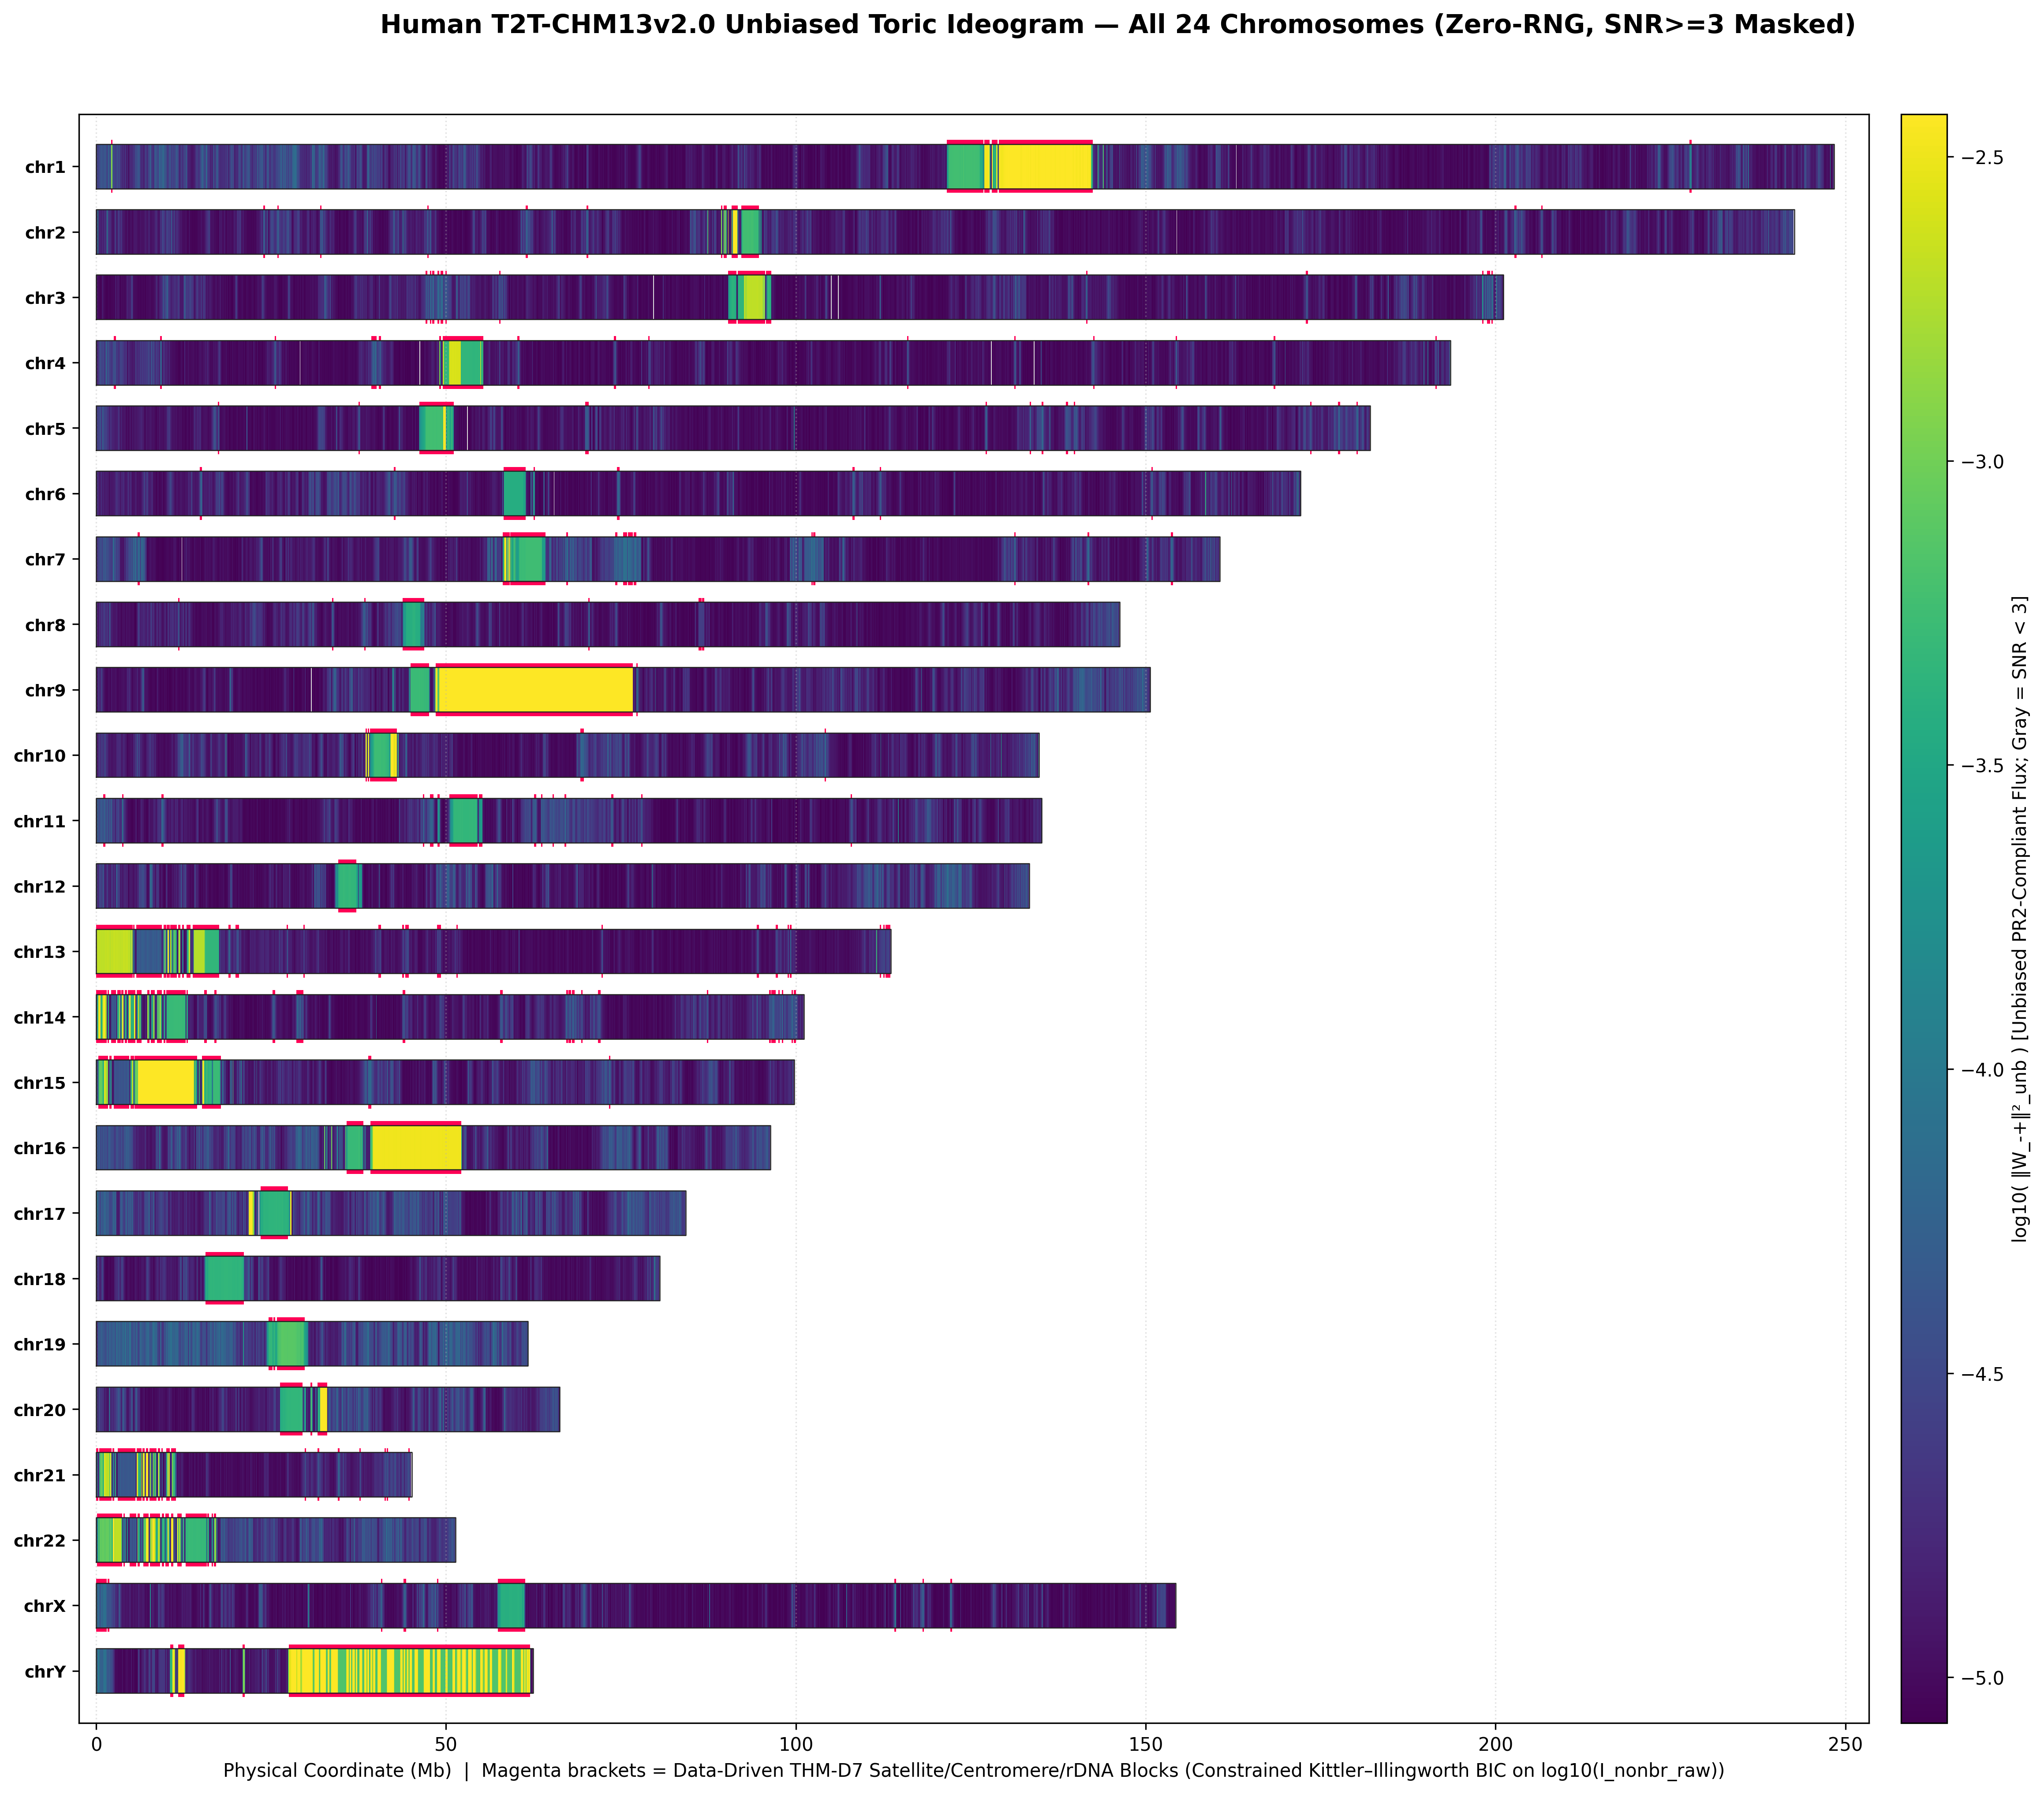 Human T2T-CHM13v2.0 Unbiased Toric Ideogram — All 24 Chromosomes (Zero-RNG, SNR>=3 Masked)
chr1
chr2
chr3
chr4
chr5
chr6
chr7
chr8
chr9
chr10
chr11
chr12
chr13
chr14
chr15
chr16
chr17
chr18
chr19
chr20
chr21
chr22
chrX
chrY
0
50
100
150
200
250
Physical Coordinate (Mb) | Magenta brackets = Data-Driven THM-D7 Satellite/Centromere/rDNA Blocks (Constrained Kittler–Illingworth BIC on log10(I_nonbr_raw))
−2.5
−3.0
−3.5
−4.0
−4.5
−5.0
log10( ‖W_-+‖²_unb ) [Unbiased PR2-Compliant Flux; Gray = SNR < 3]